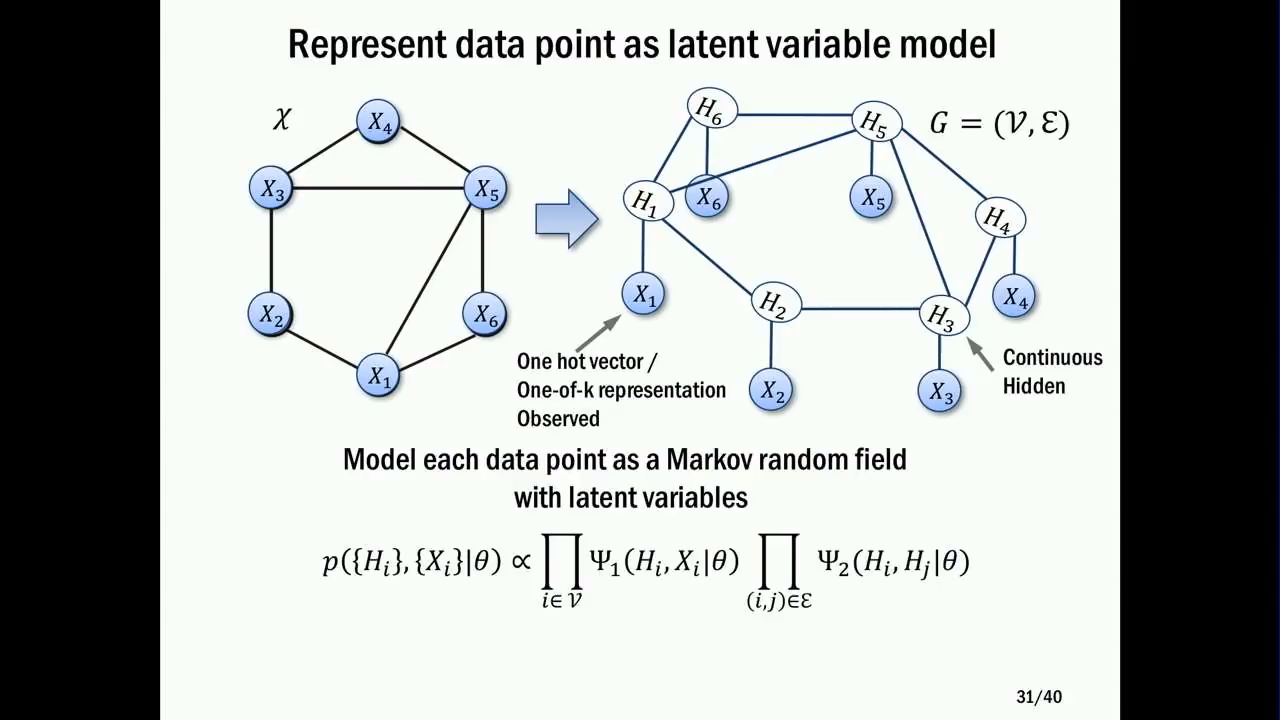 Represent data point as latent variable model
χ
X₄
X₃
X₅
X₂
X₆
X₁
H₆
H₅
G = (𝒱, ℰ)
H₁
X₆
X₅
H₄
X₁
H₂
H₃
X₄
X₂
X₃
One hot vector /
One-of-k representation
Observed
Continuous
Hidden
Model each data point as a Markov random field
with latent variables
p({Hᵢ}, {Xᵢ}|θ) ∝ ∏ Ψ₁(Hᵢ, Xᵢ|θ) ∏ Ψ₂(Hᵢ, Hⱼ|θ)
i∈ 𝒱 (i,j)∈ℰ
31/40